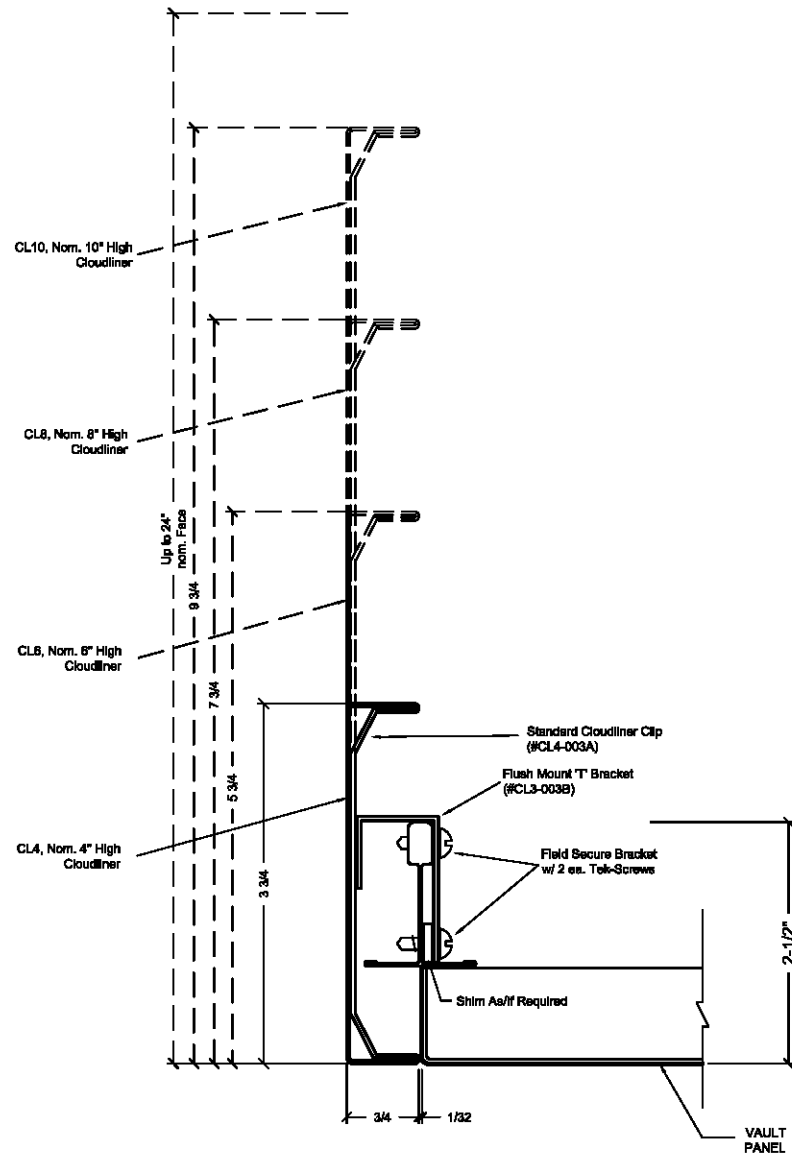 CL10, Nom. 10" High
Cloudliner
CL8, Nom. 8" High
Cloudliner
Up to 24"
nom. Face
9 3/4
7 3/4
5 3/4
CL6, Nom. 6" High
Cloudliner
Standard Cloudliner Clip
(#CL4-003A)
Flush Mount 'T' Bracket
(#CL3-003B)
CL4, Nom. 4" High
Cloudliner
3 3/4
Field Secure Bracket
w/ 2 ea. Tek-Screws
2-1/2"
Shim As/If Required
3/4
1/32
VAULT
PANEL